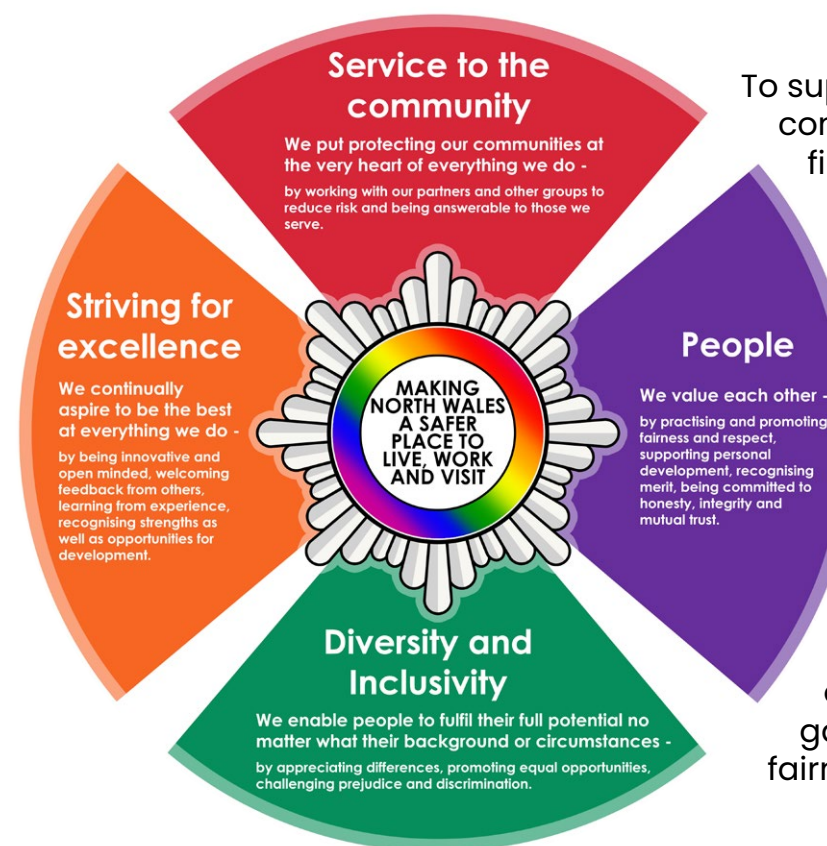 Service to the
community
We put protecting our communities at
the very heart of everything we do -
by working with our partners and other groups to
reduce risk and being answerable to those we
serve.
To
Striving for
excellence
We continually
aspire to be the best
at everything we do -
by being innovative and
open minded, welcoming
feedback from others,
learning from experience,
recognising strengths as
well as opportunities for
development.
MAKING
NORTH WALES
A SAFER
PLACE TO
LIVE, WORK
AND VISIT
People
We value each other -
by practising and promoting
fairness and respect,
supporting personal
development, recognising
merit, being committed to
honesty, integrity and
mutual trust.
Diversity and
Inclusivity
We enable people to fulfil their full potential no
matter what their background or circumstances -
by appreciating differences, promoting equal opportunities,
challenging prejudice and discrimination.